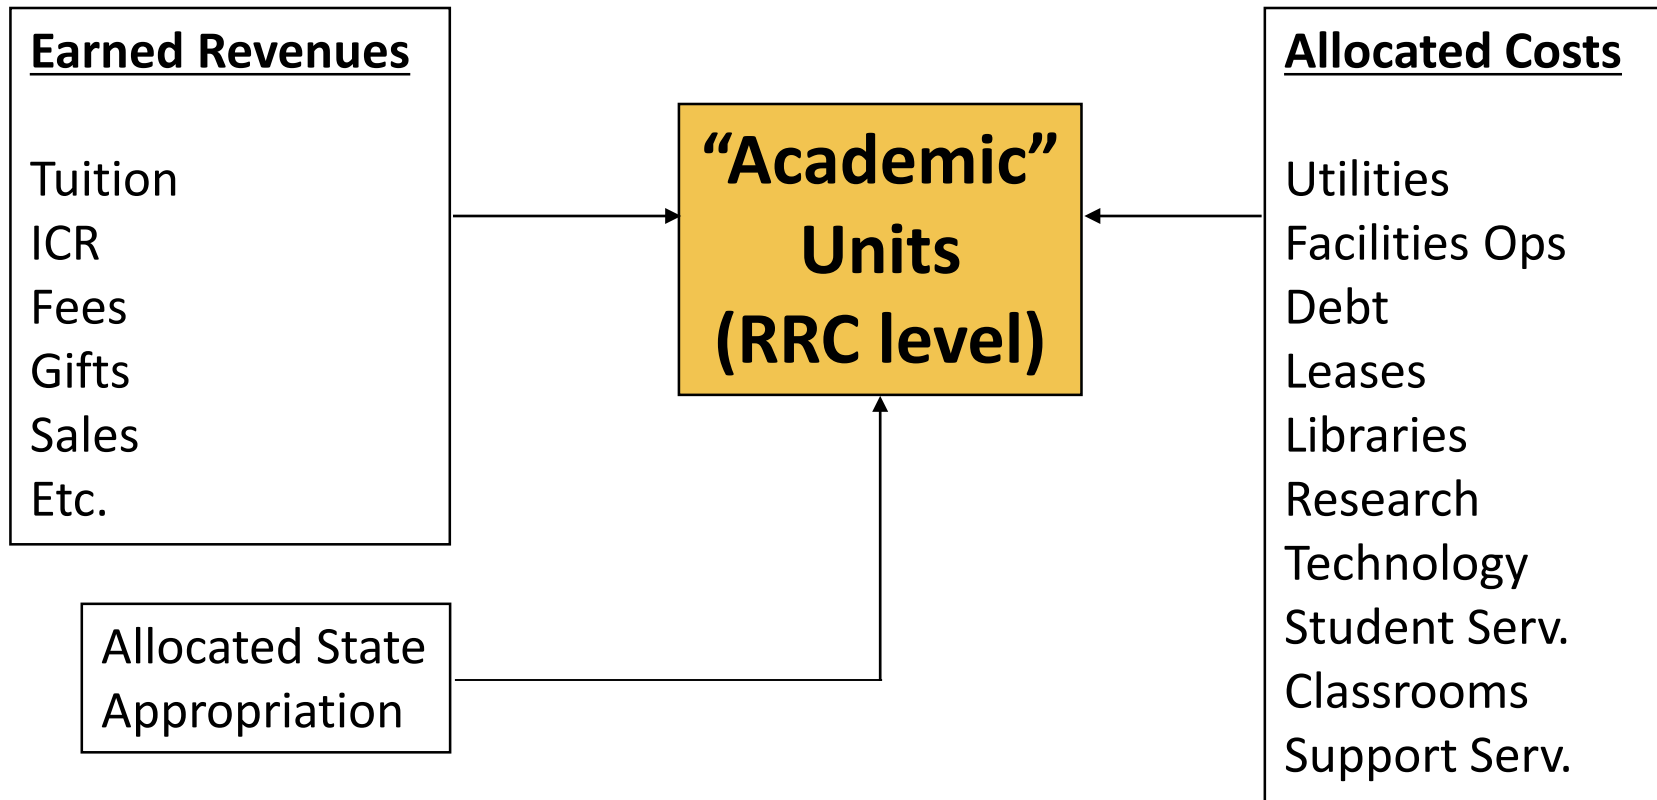 Earned Revenues
Tuition
ICR
Fees
Gifts
Sales
Etc.
Allocated State
Appropriation
“Academic”
Units
(RRC level)
Allocated Costs
Utilities
Facilities Ops
Debt
Leases
Libraries
Research
Technology
Student Serv.
Classrooms
Support Serv.